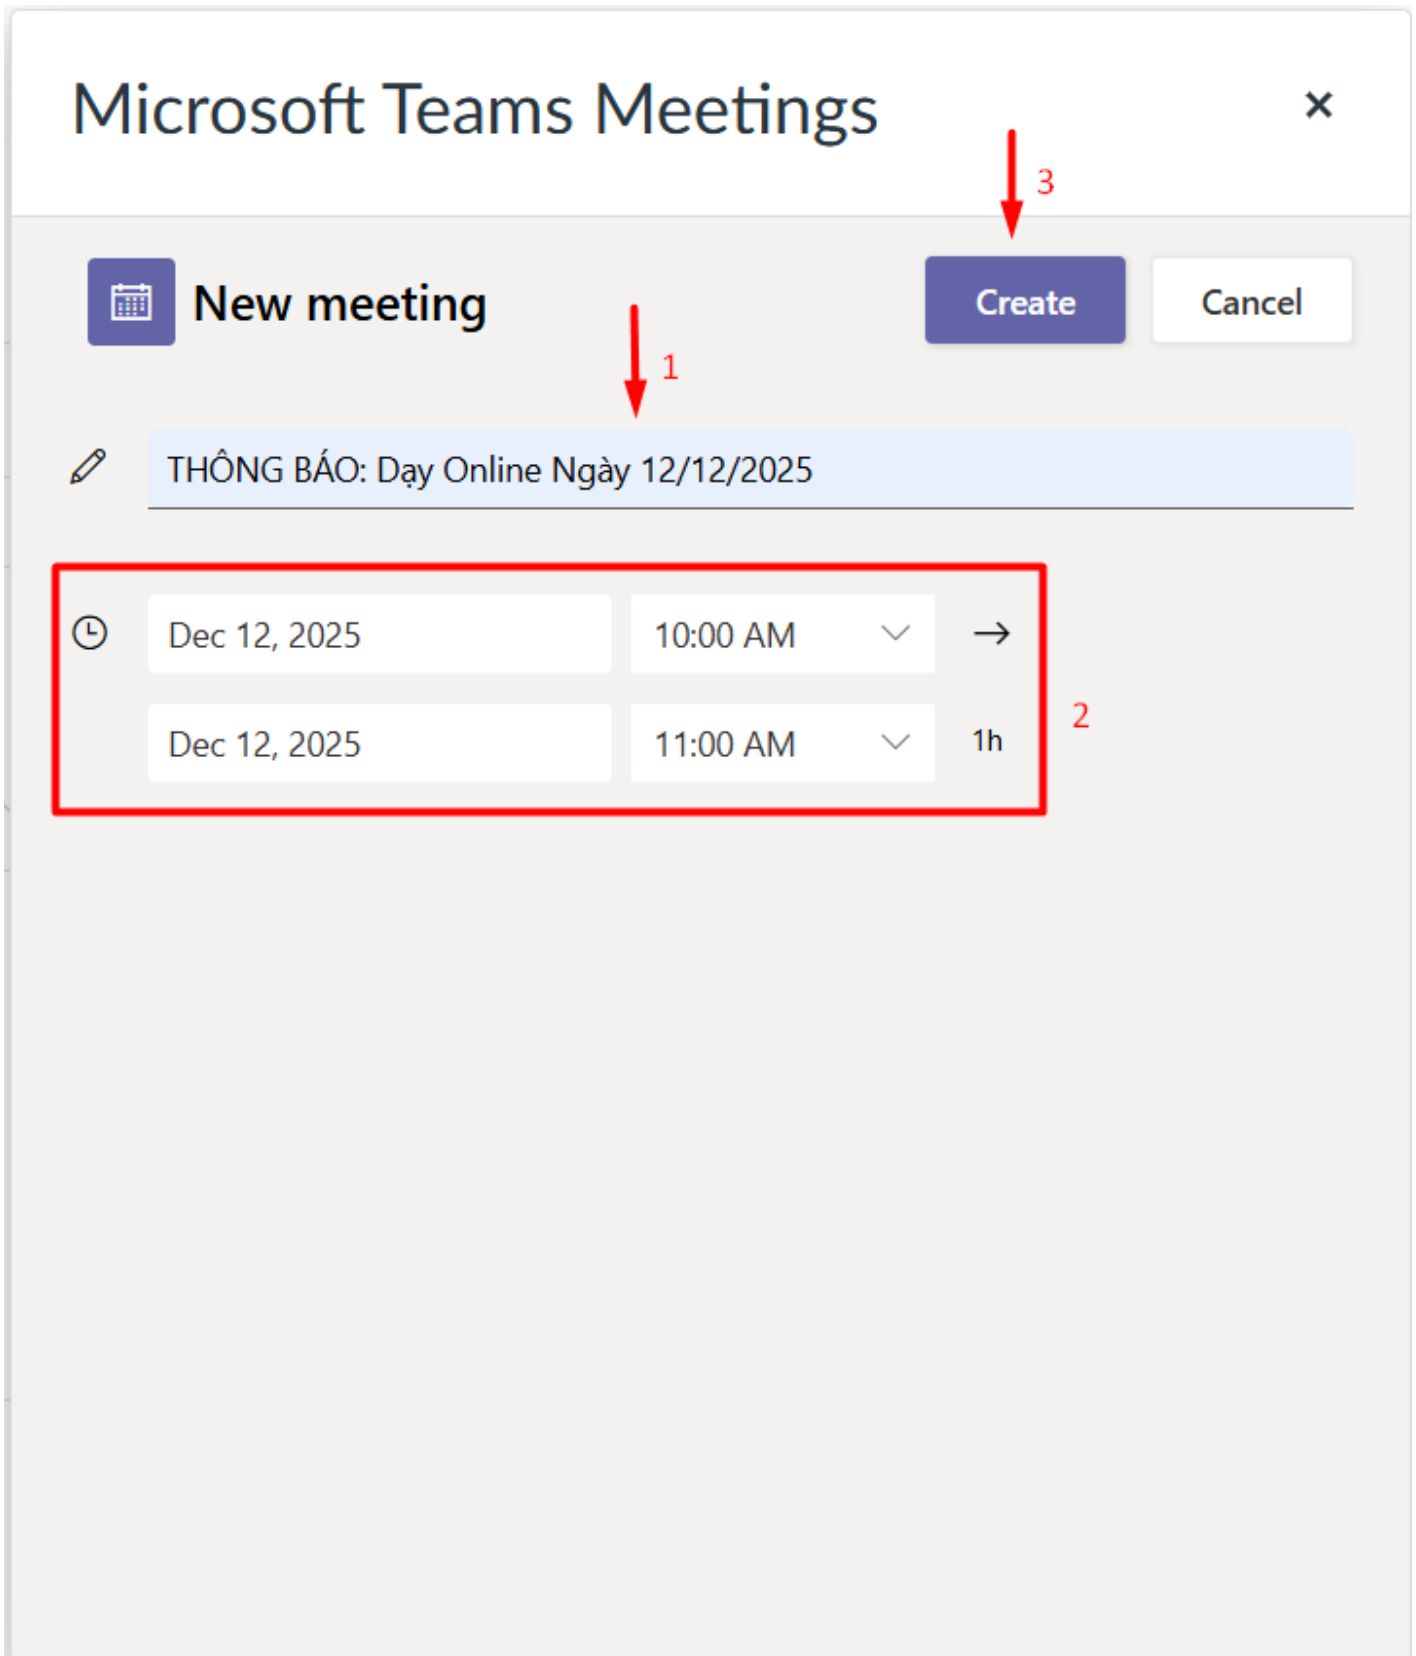 Microsoft Teams Meetings
3
New meeting
Create
Cancel
1
THÔNG BÁO: Dạy Online Ngày 12/12/2025
Dec 12, 2025 10:00 AM
Dec 12, 2025 11:00 AM 1h
2